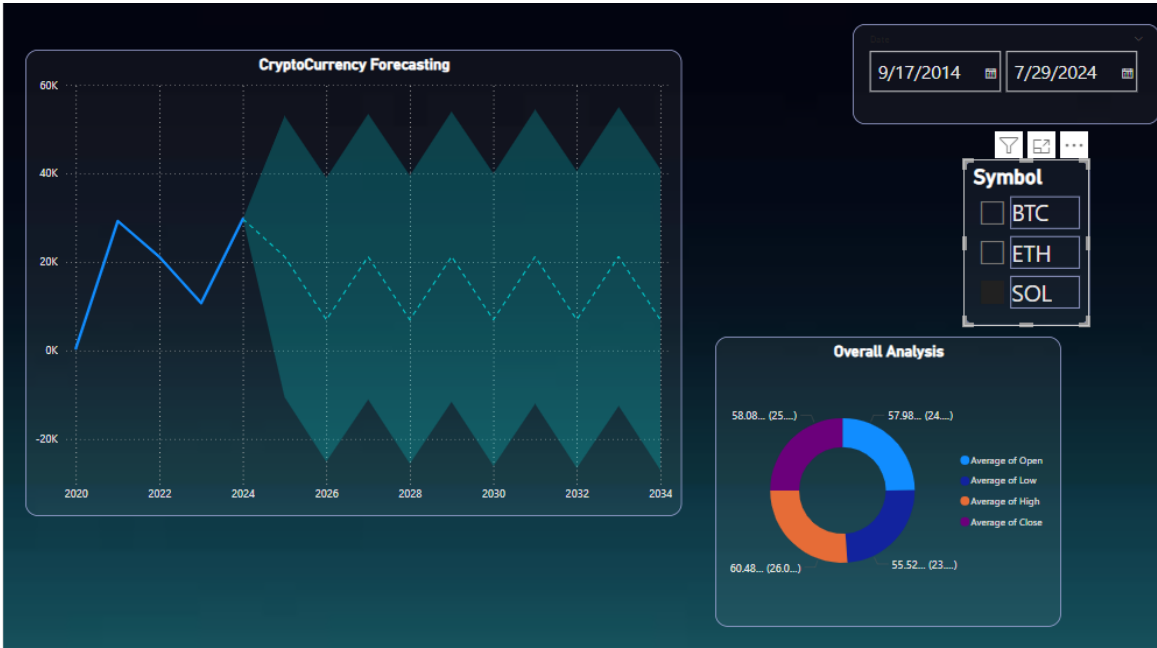 CryptoCurrency Forecasting
60K
40K
20K
0K
-20K
2020 2022 2024 2026 2028 2030 2032 2034
Date
9/17/2014 7/29/2024
Symbol
BTC
ETH
SOL
Overall Analysis
58.08... (25....) 57.98... (24....)
Average of Open
Average of Low
Average of High
Average of Close
60.48... (26.0...) 55.52... (23....)